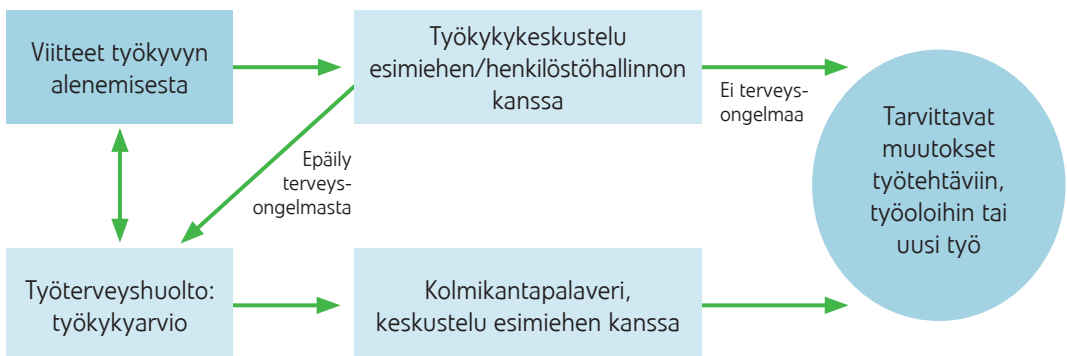 Viitteet työkyvyn
alenemisesta
Työkykykeskustelu
esimiehen/henkilöstöhallinnon
kanssa
Ei terveys-
ongelmaa
Epäily
terveys-
ongelmasta
Tarvittavat
muutokset
työtehtäviin,
työoloihin tai
uusi työ
Työterveyshuolto:
työkykyarvio
Kolmikantapalaveri,
keskustelu esimiehen kanssa